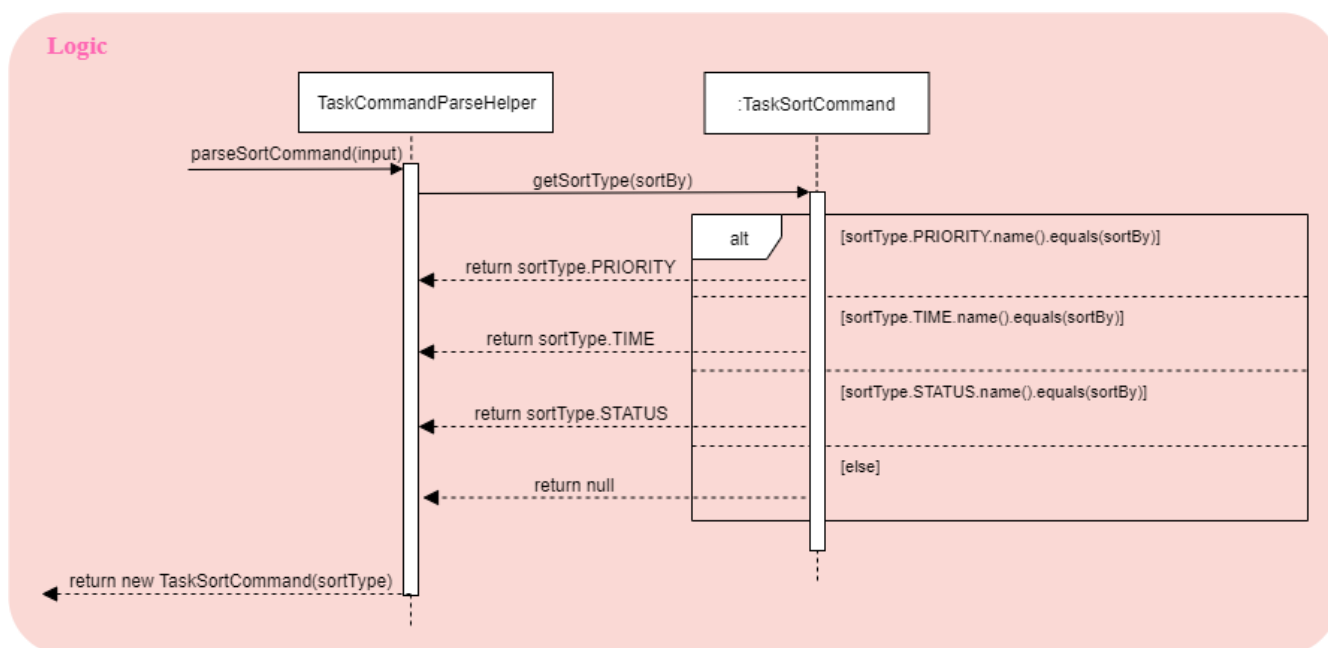 Logic
TaskCommandParseHelper
:TaskSortCommand
parseSortCommand(input)
getSortType(sortBy)
alt
[sortType.PRIORITY.name().equals(sortBy)]
return sortType.PRIORITY
[sortType.TIME.name().equals(sortBy)]
return sortType.TIME
[sortType.STATUS.name().equals(sortBy)]
return sortType.STATUS
[else]
return null
return new TaskSortCommand(sortType)